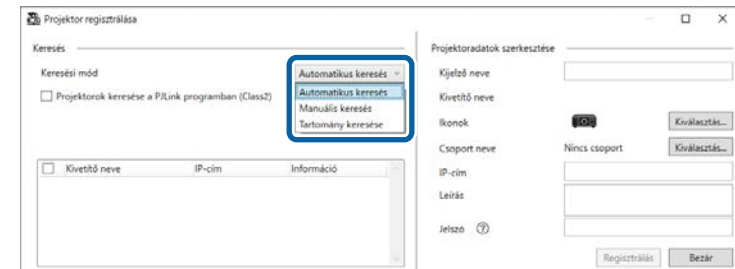 Projektor regisztrálása
Keresés
Keresési mód
Automatikus keresés
Automatikus keresés
Manuális keresés
Tartomány keresése
Projektorok keresése a PJLink programban (Class2)
Kivetítő neve IP-cím Információ
Projektoradatok szerkesztése
Kijelző neve
Kivetítő neve
Ikonok Kiválasztás...
Csoport neve Nincs csoport Kiválasztás...
IP-cím
Leírás
Jelszó ?
Regisztrálás Bezár